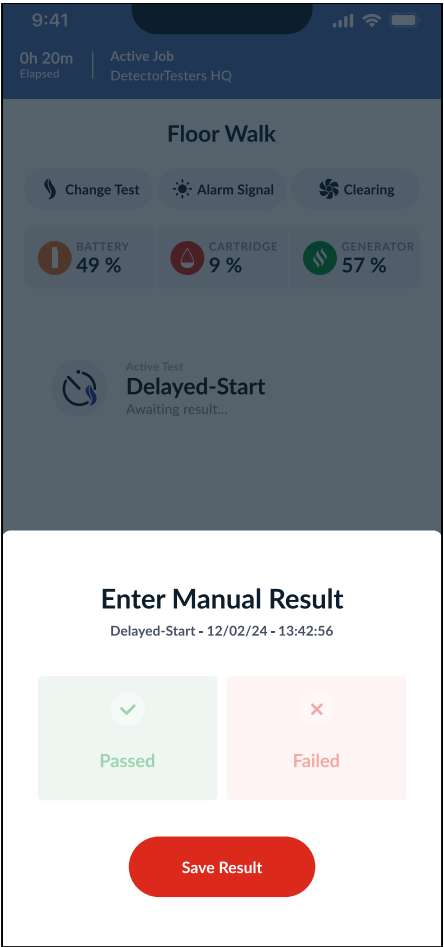 9:41
0h 20m
Elapsed
Active Job
DetectorTesters HQ
Floor Walk
Change Test
Alarm Signal
Clearing
BATTERY
49 %
CARTRIDGE
9 %
GENERATOR
57 %
Active Test
Delayed-Start
Awaiting result...
Enter Manual Result
Delayed-Start - 12/02/24 - 13:42:56
Passed
Failed
Save Result